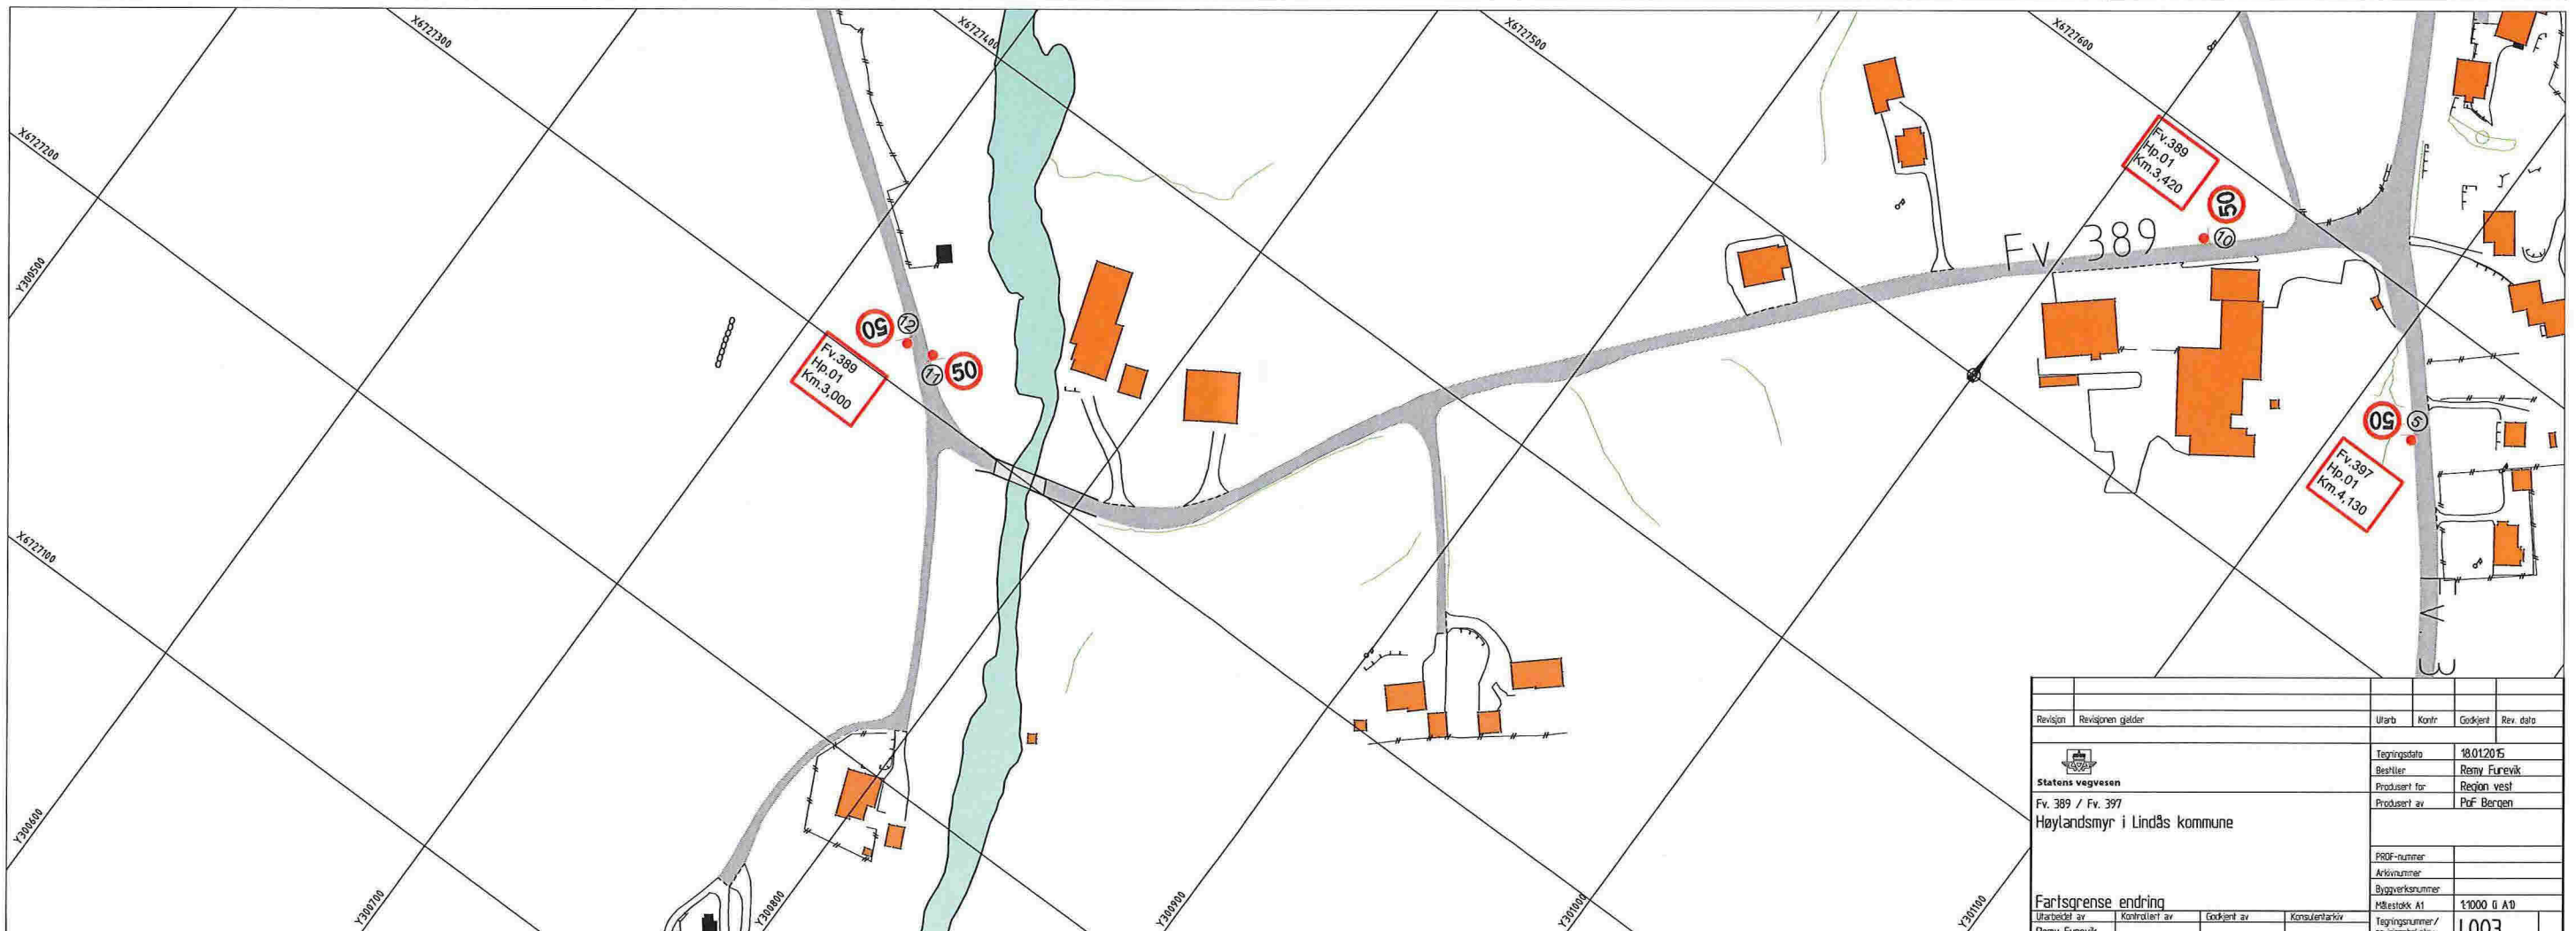 X6727300
X6727400
X6727500
X6727600
X6727200
Y300500
Fv.389
Hp.01
Km.3,420
50
10
Fv. 389
50
12
11
50
Fv.389
Hp.01
Km.3,000
50
5
Fv.397
Hp.01
Km.4,130
X6727100
Y300600
Y300700
Y300800
Y300900
Y301000
Y301100
Revisjon Revisjonen gjelder Utarb Kontr Godkjent Rev. dato
Statens vegvesen
Fv. 389 / Fv. 397
Høylandsmyr i Lindås kommune
Fartsgrense endring
Utarbeidet av Kontrollert av Godkjent av Konsulentarkiv
Remy Furevik
Tegningsdato 18.01.2015
Bestiller Remy Furevik
Produsert for Region vest
Produsert av PoF Bergen
PROF-nummer
Arkivnummer
Byggverksnummer
Målestokk A1
Tegningsnummer/
L003